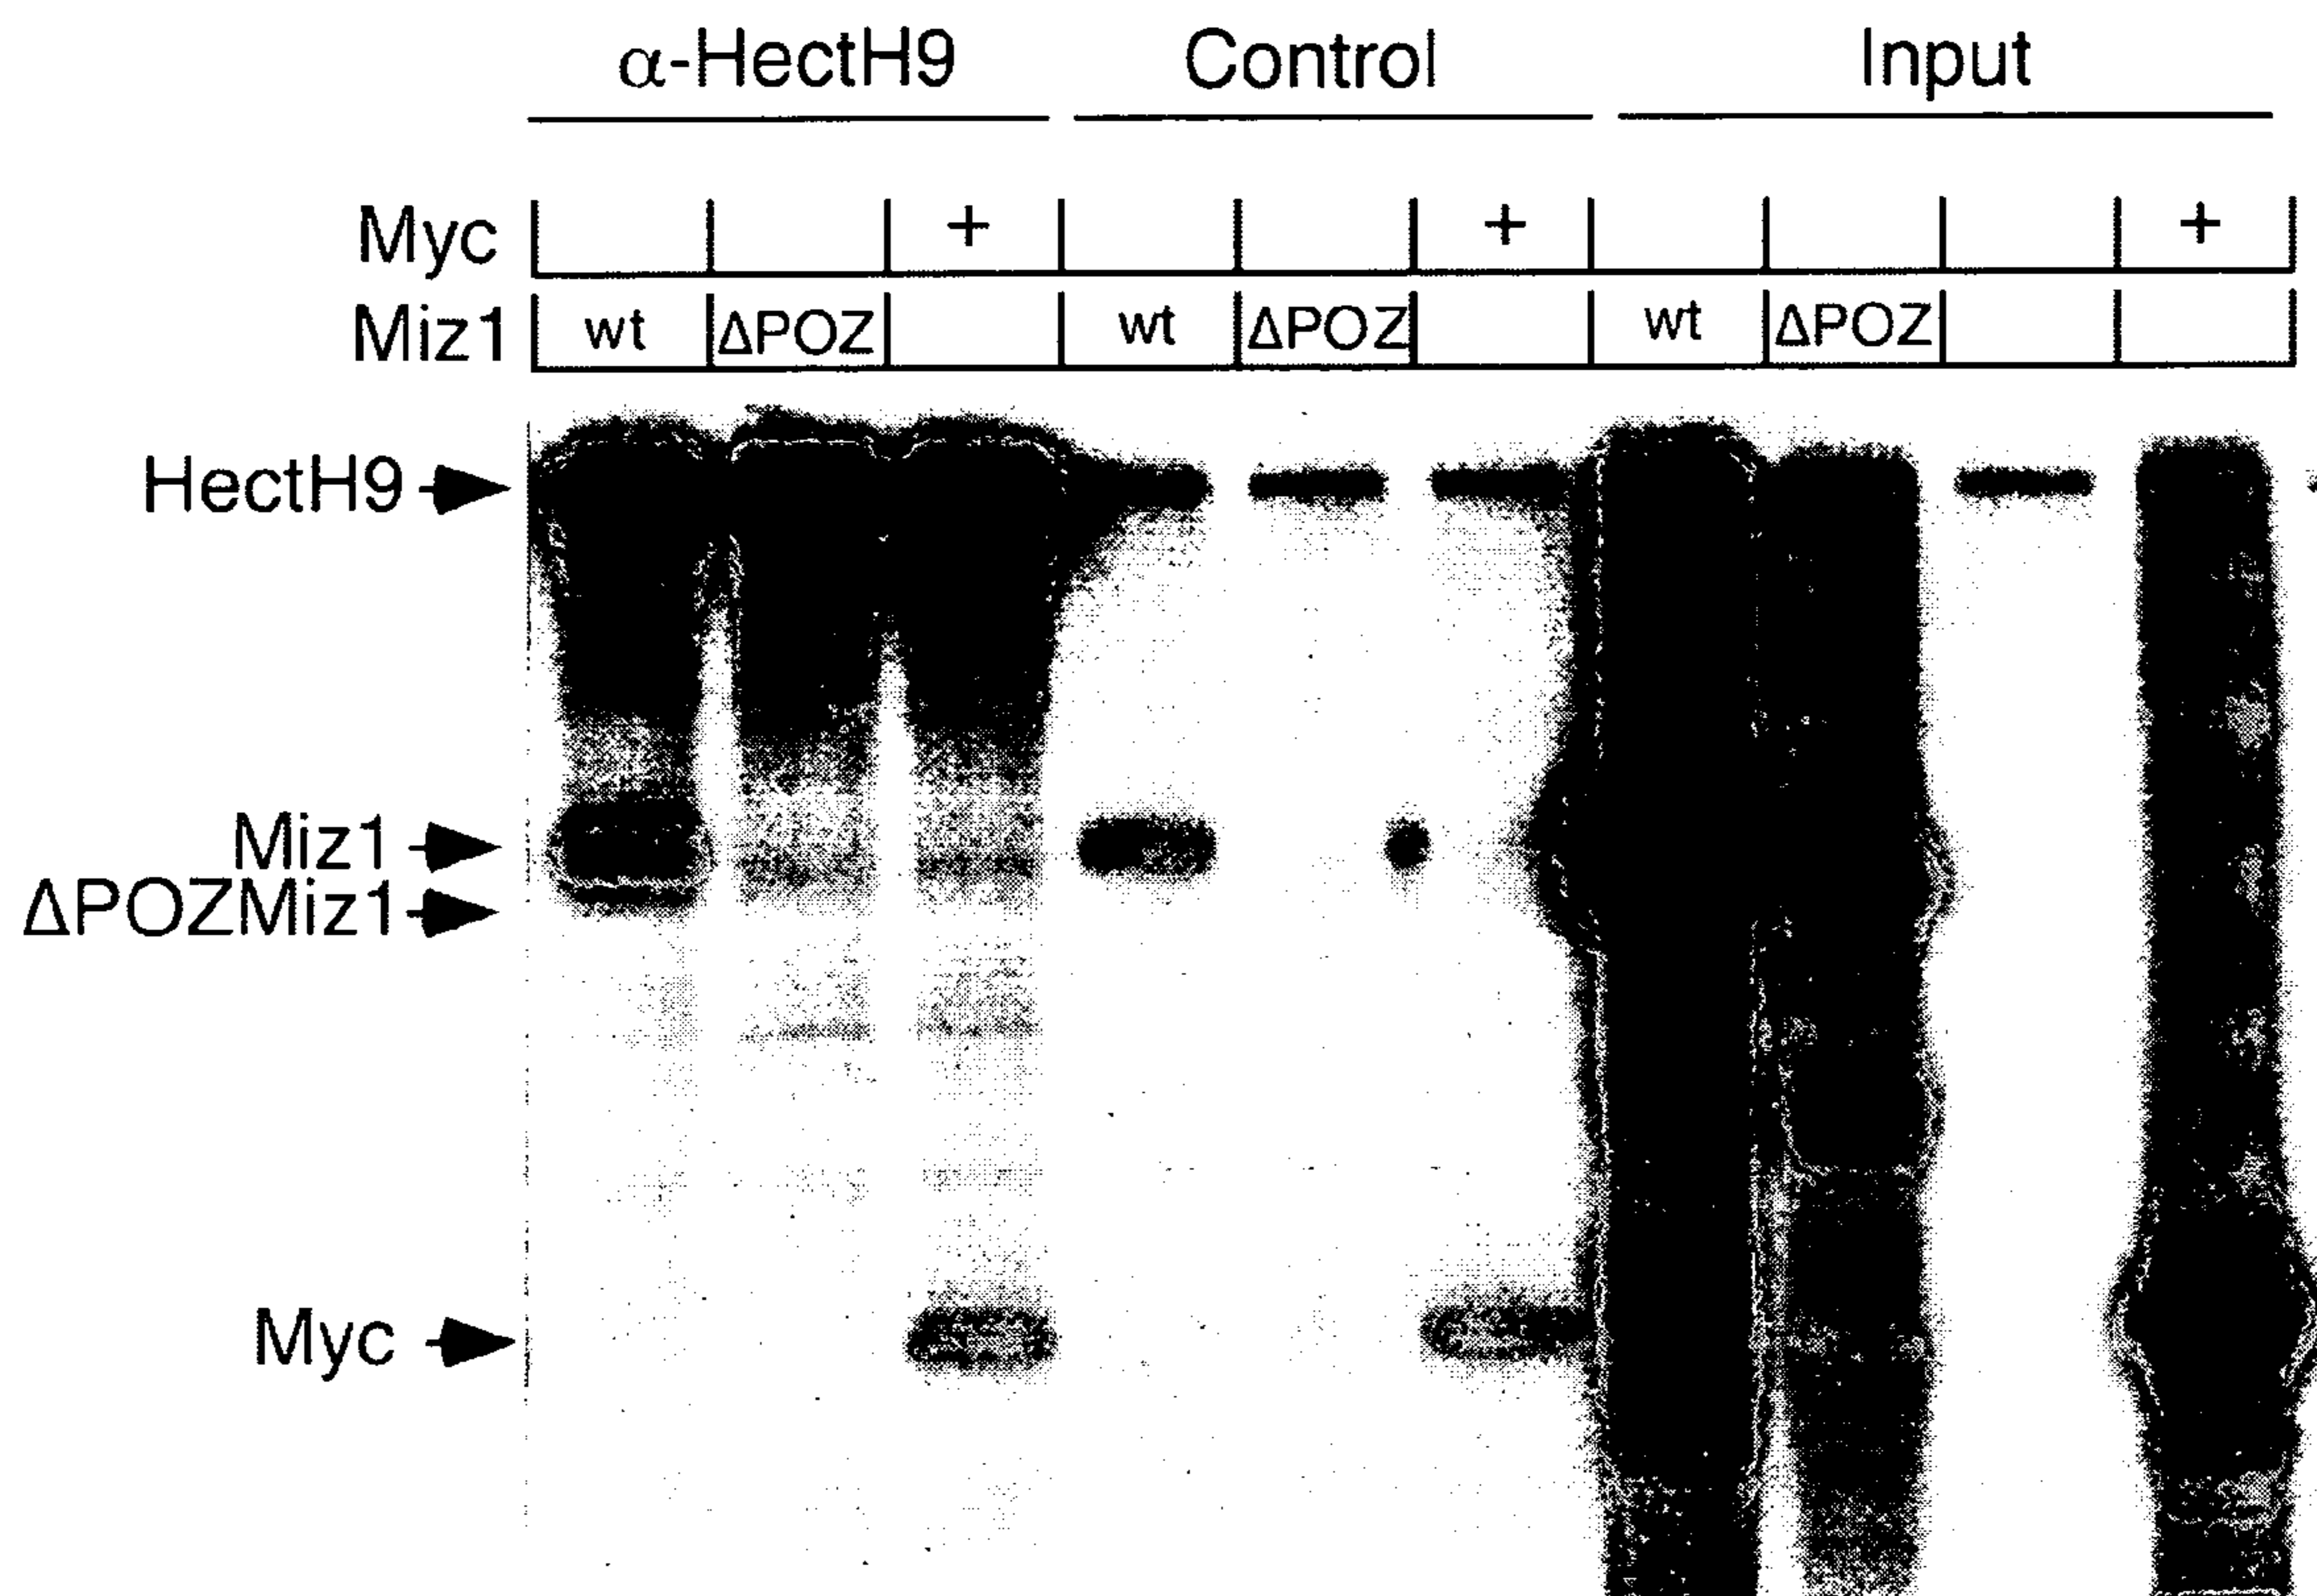 α-HectH9 Control Input
Myc + + +
Miz1 wt ΔPOZ wt ΔPOZ wt ΔPOZ
HectH9
Miz1
ΔPOZMiz1
Myc